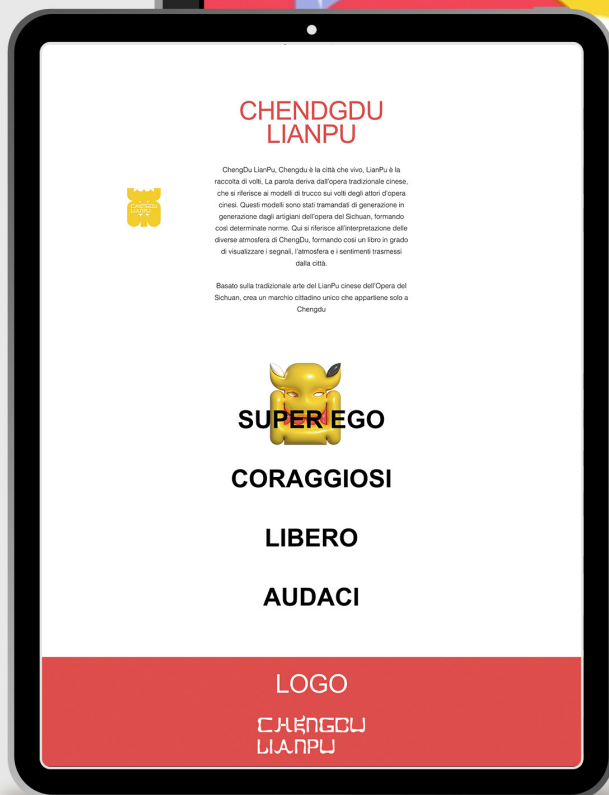 CHENDGDU
LIANPU
ChengDu LianPu, Chengdu è la città che vivo, LianPu è la
raccolta di volti, La parola deriva dall'opera tradizionale cinese,
che si riferisce ai modelli di trucco sui volti degli attori d'opera
cinesi. Questi modelli sono stati tramandati di generazione in
generazione dagli artigiani dell'opera del Sichuan, formando
così determinate norme. Qui si riferisce all'interpretazione delle
diverse atmosfera di ChengDu, formando così un libro in grado
di visualizzare i segnali, l'atmosfera e i sentimenti trasmessi
dalla città.
Basato sulla tradizionale arte del LianPu cinese dell'Opera del
Sichuan, crea un marchio cittadino unico che appartiene solo a
Chengdu
CHENGDU
LIANPU
SUPER EGO
CORAGGIOSI
LIBERO
AUDACI
LOGO
CHENGDU
LIANPU